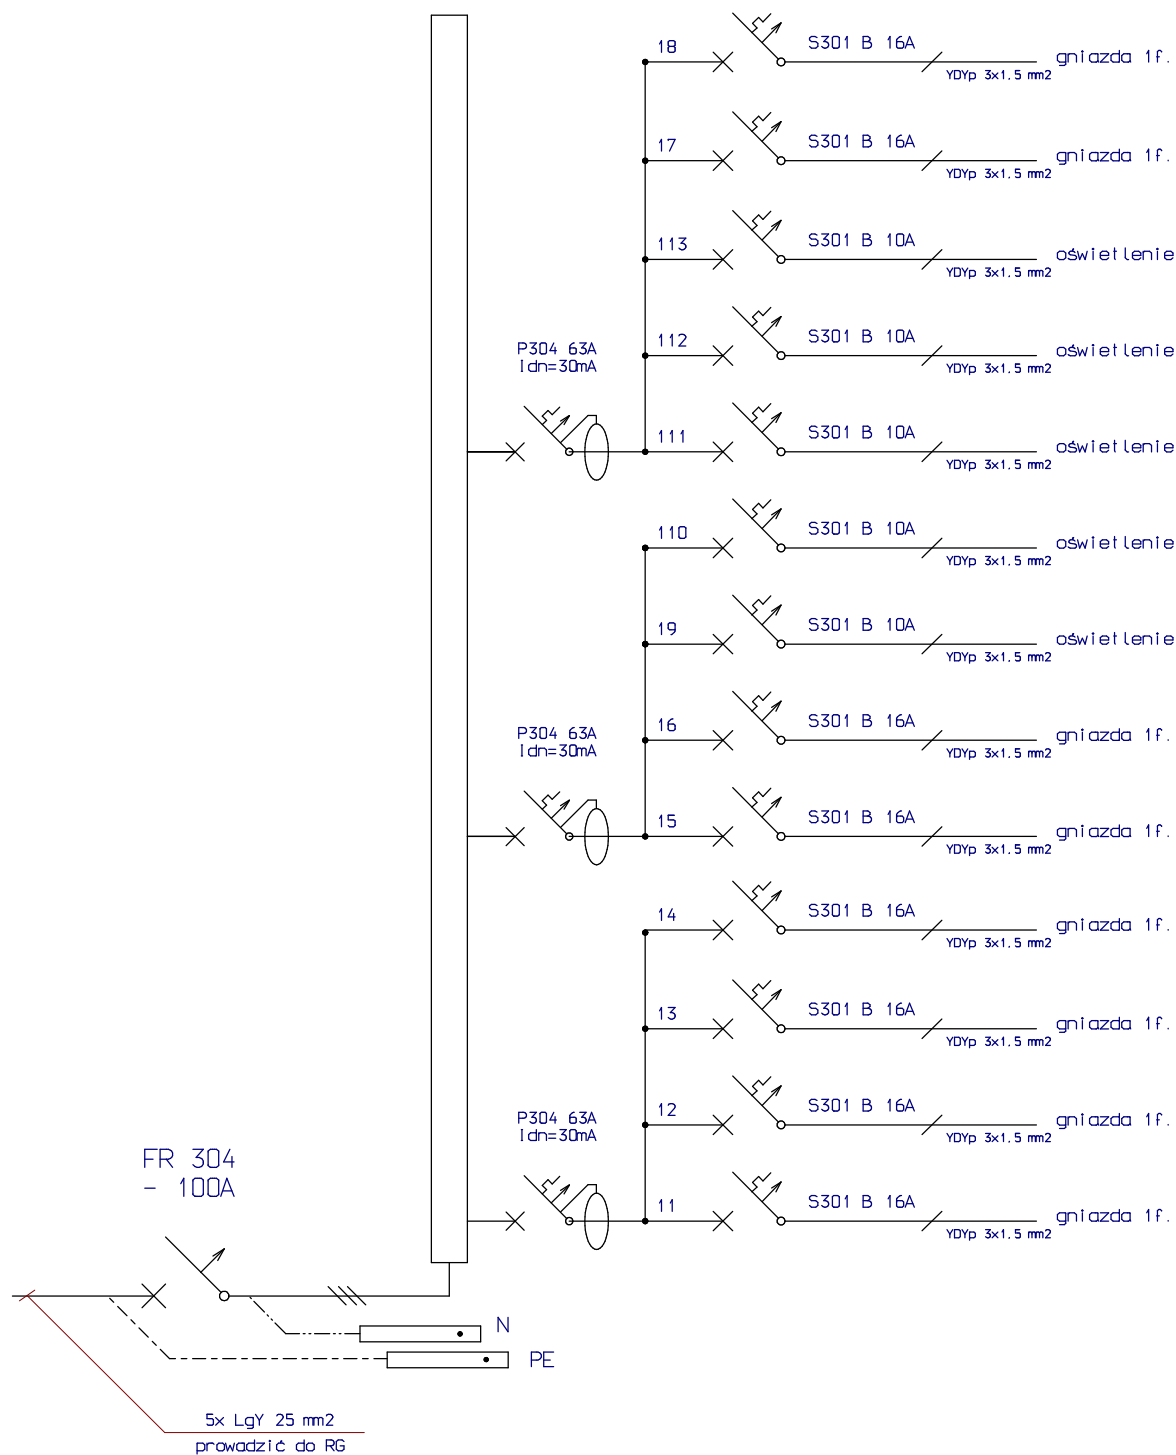 18 S301 B 16A gniazda 1f.
YDYp 3x1.5 mm2
17 S301 B 16A gniazda 1f.
YDYp 3x1.5 mm2
113 S301 B 10A oświetlenie
YDYp 3x1.5 mm2
112 S301 B 10A oświetlenie
YDYp 3x1.5 mm2
P304 63A
Idn=30mA
111 S301 B 10A oświetlenie
YDYp 3x1.5 mm2
110 S301 B 10A oświetlenie
YDYp 3x1.5 mm2
19 S301 B 10A oświetlenie
YDYp 3x1.5 mm2
16 S301 B 16A gniazda 1f.
YDYp 3x1.5 mm2
P304 63A
Idn=30mA
15 S301 B 16A gniazda 1f.
YDYp 3x1.5 mm2
14 S301 B 16A gniazda 1f.
YDYp 3x1.5 mm2
13 S301 B 16A gniazda 1f.
YDYp 3x1.5 mm2
12 S301 B 16A gniazda 1f.
YDYp 3x1.5 mm2
P304 63A
Idn=30mA
11 S301 B 16A gniazda 1f.
YDYp 3x1.5 mm2
FR 304
- 100A
N
PE
5x LgY 25 mm2
prowadzić do RG